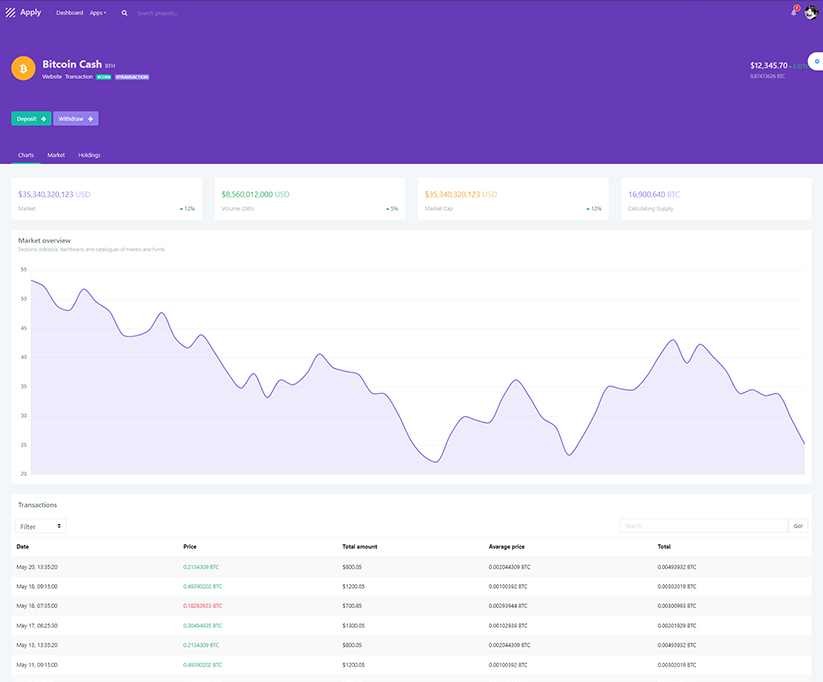 Apply Dashboard Apps Search projects...
Bitcoin Cash BTH
Website Transaction #COIN #TRANSACTION
$12,345.70
0.87473626 BTC
Deposit Withdraw
Charts Market Holdings
$35,340,320,123 USD
Market 12%
$8,560,012,000 USD
Volume (24H) 5%
$35,340,320,123 USD
Market Cap 12%
16,900,640 BTC
Calculating Supply
Market overview
Sections statistics, dashboard, and catalogues of traders and funds.
55
50
45
40
35
30
25
20
Transactions
Filter Search Go!
Date Price Total amount Avarage price Total
May 20, 13:35:20 0.2134309 BTC $800.05 0.002044309 BTC 0.00493932 BTC
May 18, 09:15:00 0.49390202 BTC $1200.05 0.00100392 BTC 0.00302019 BTC
May 18, 07:35:00 0.18283923 BTC $700.85 0.00293944 BTC 0.00300993 BTC
May 17, 06:25:30 0.30494935 BTC $1300.05 0.00102939 BTC 0.00201929 BTC
May 13, 13:35:20 0.2134309 BTC $800.05 0.002044309 BTC 0.00493932 BTC
May 11, 09:15:00 0.49390202 BTC $1200.05 0.00100392 BTC 0.00302019 BTC